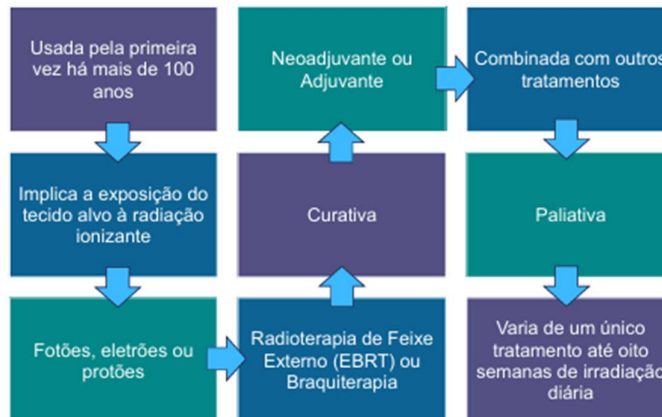 Usada pela primeira
vez há mais de 100
anos
Implica a exposição do
tecido alvo à radiação
ionizante
Fotões, eletrões ou
protões
Radioterapia de Feixe
Externo (EBRT) ou
Braquiterapia
Curativa
Neoadjuvante ou
Adjuvante
Combinada com outros
tratamentos
Paliativa
Varia de um único
tratamento até oito
semanas de irradiação
diária